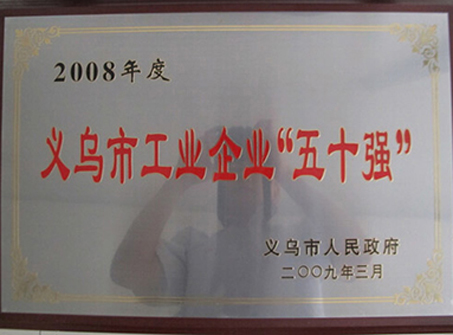 2008年度
义乌市工业企业“五十强”
义乌市人民政府
二〇〇九年三月